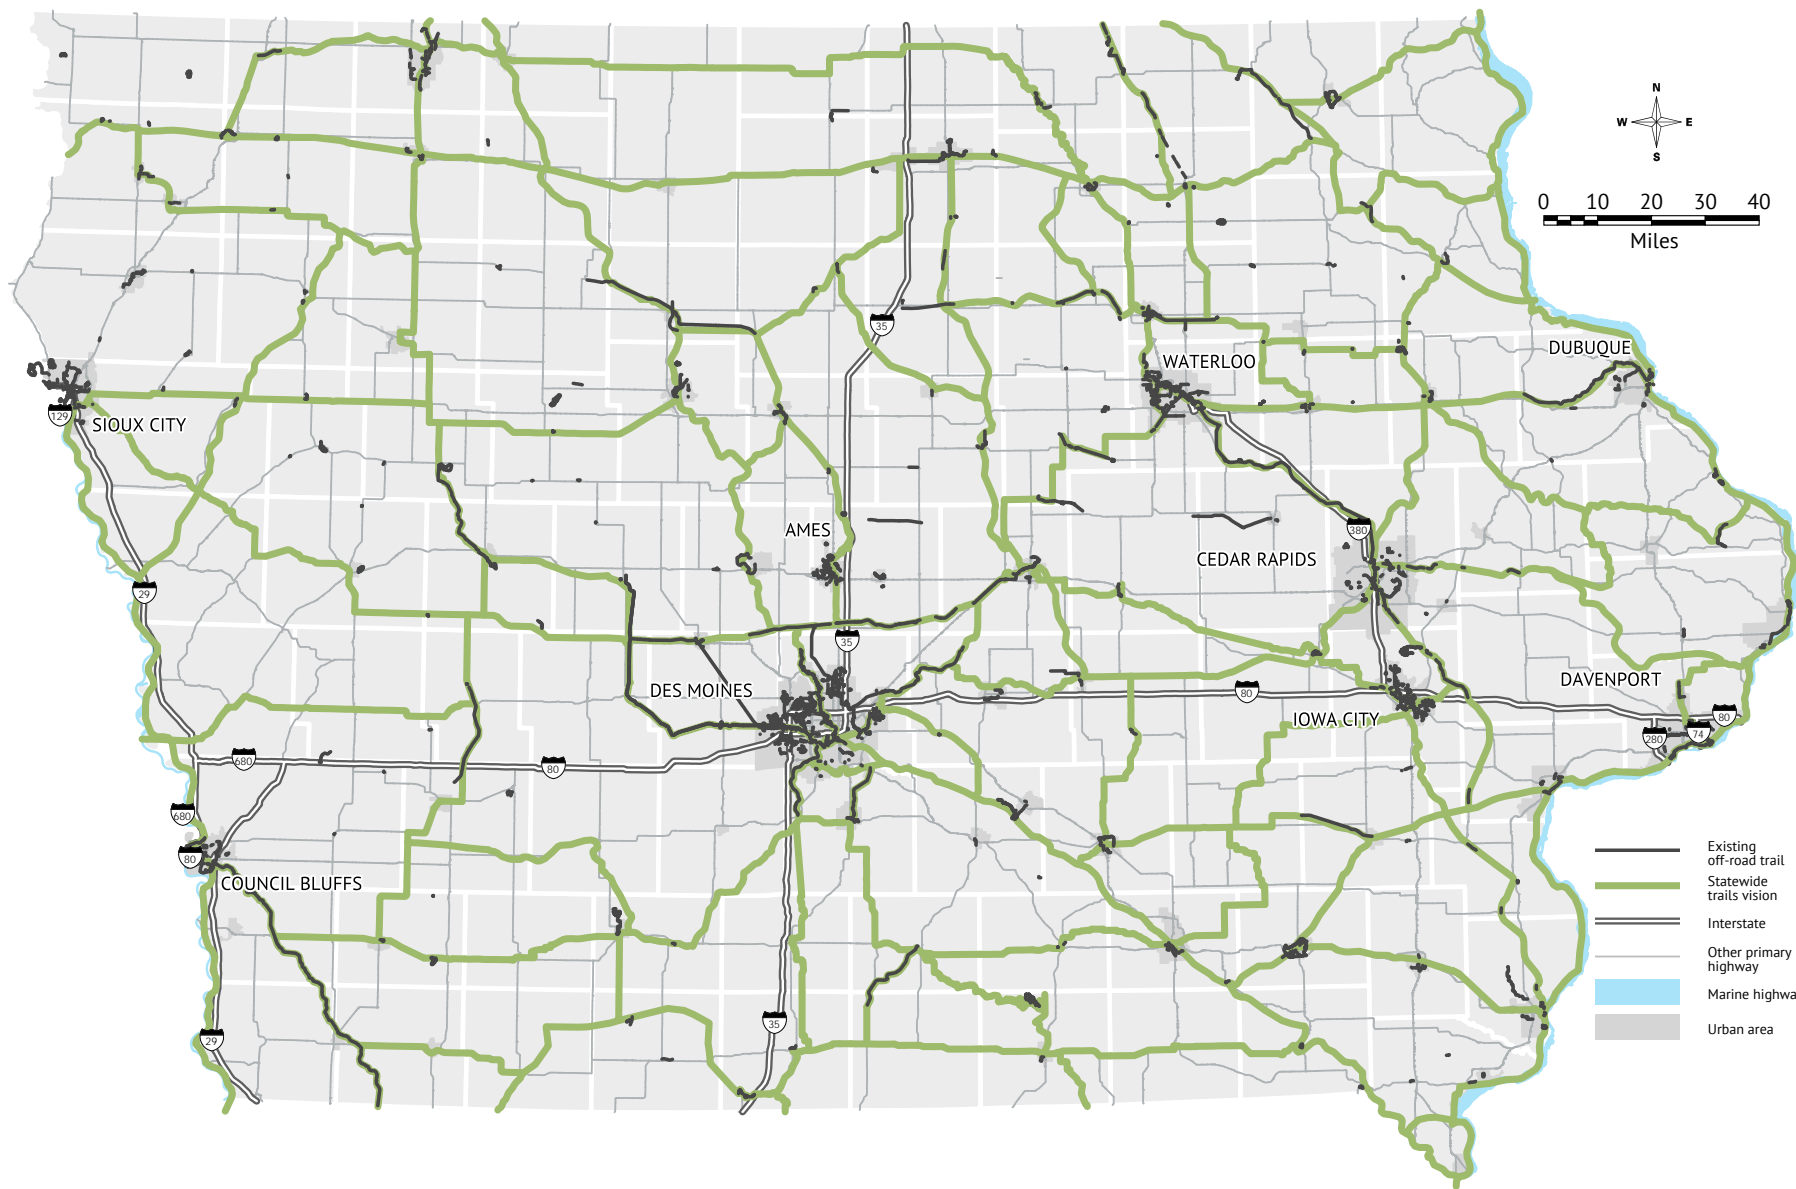 N
W E
S
0 10 20 30 40
Miles
35
DUBUQUE
WATERLOO
129
SIOUX CITY
AMES
380
CEDAR RAPIDS
29
35
DAVENPORT
DES MOINES
80
IOWA CITY
80
74
280
680
80
680
80
COUNCIL BLUFFS
35
29
Existing
off-road trail
Statewide
trails vision
Interstate
Other primary
highway
Marine highwa
Urban area